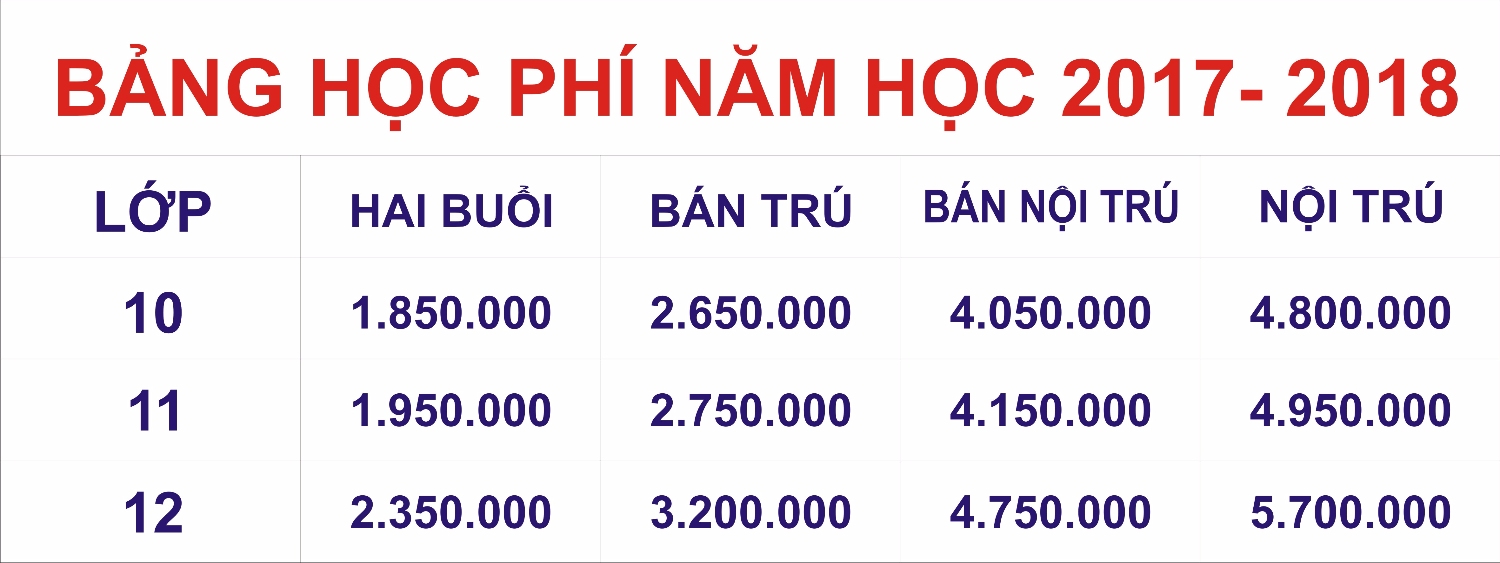 BẢNG HỌC PHÍ NĂM HỌC 2017- 2018
LỚP HAI BUỔI BÁN TRÚ BÁN NỘI TRÚ NỘI TRÚ
10 1.850.000 2.650.000 4.050.000 4.800.000
11 1.950.000 2.750.000 4.150.000 4.950.000
12 2.350.000 3.200.000 4.750.000 5.700.000